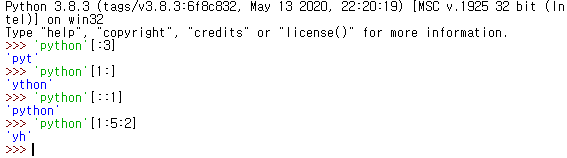 Python 3.8.3 (tags/v3.8.3:6f8c832, May 13 2020, 22:20:19) [MSC v.1925 32 bit (In
tel)] on win32
Type "help", "copyright", "credits" or "license()" for more information.
>>> 'python'[:3]
'pyt'
>>> 'python'[1:]
'ython'
>>> 'python'[::1]
'python'
>>> 'python'[1:5:2]
'yh'
>>>